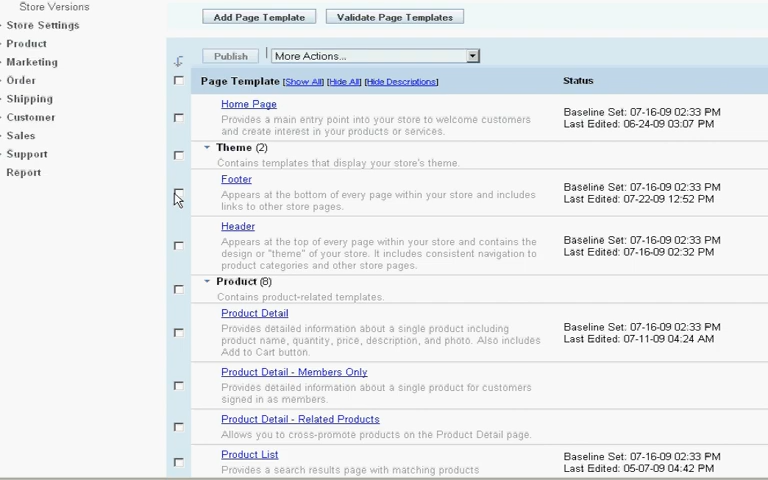 Store Versions
Store Settings
Product
Marketing
Order
Shipping
Customer
Sales
Support
Report
Add Page Template
Validate Page Templates
Publish | More Actions...
Page Template [Show All] [Hide All] [Hide Descriptions]
Status
Home Page
Provides a main entry point into your store to welcome customers
and create interest in your products or services.
Baseline Set: 07-16-09 02:33 PM
Last Edited: 06-24-09 03:07 PM
Theme (2)
Contains templates that display your store's theme.
Footer
Appears at the bottom of every page within your store and includes
links to other store pages.
Baseline Set: 07-16-09 02:33 PM
Last Edited: 07-22-09 12:52 PM
Header
Appears at the top of every page within your store and contains the
design or "theme" of your store. It includes consistent navigation to
product categories and other store pages.
Baseline Set: 07-16-09 02:33 PM
Last Edited: 07-16-09 02:32 PM
Product (8)
Contains product-related templates.
Product Detail
Provides detailed information about a single product including
product name, quantity, price, description, and photo. Also includes
Add to Cart button.
Baseline Set: 07-16-09 02:33 PM
Last Edited: 07-11-09 04:24 AM
Product Detail - Members Only
Provides detailed information about a single product for customers
signed in as members.
Product Detail - Related Products
Allows you to cross-promote products on the Product Detail page.
Product List
Provides a search results page with matching products
Baseline Set: 07-16-09 02:33 PM
Last Edited: 05-07-09 04:42 PM